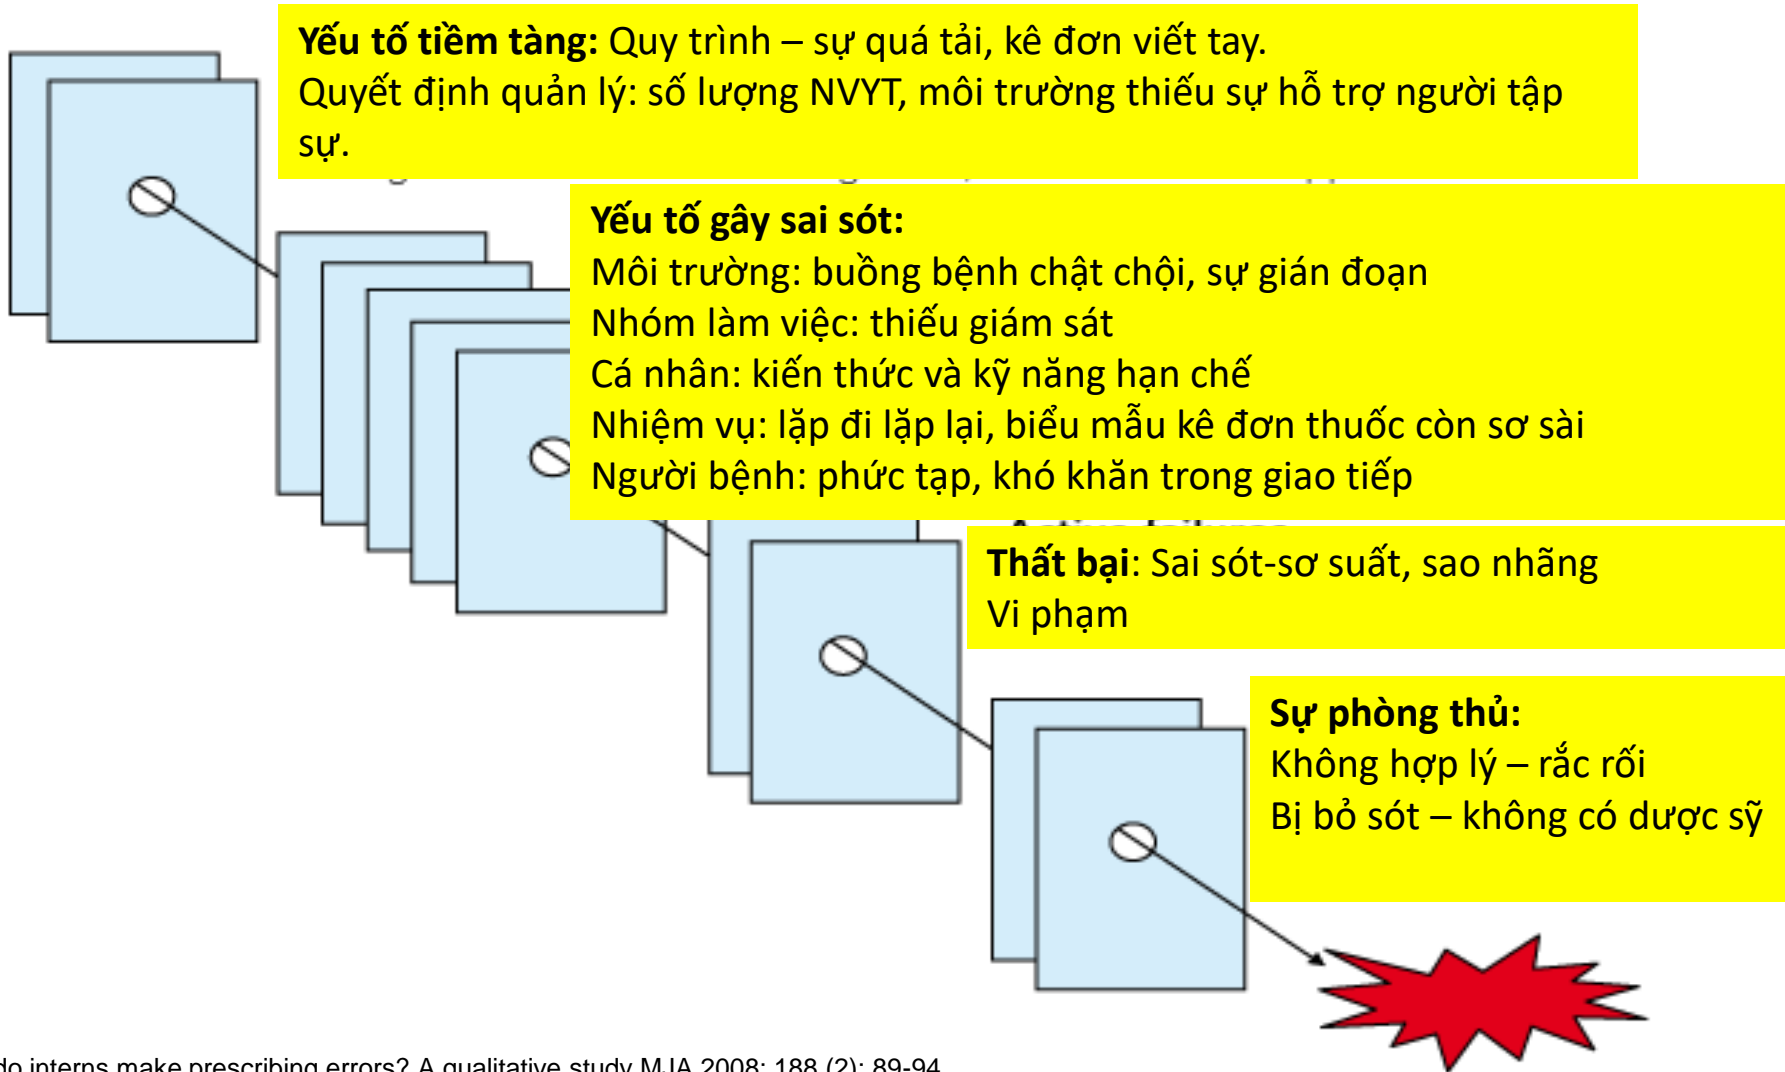 Yếu tố tiềm tàng: Quy trình – sự quá tải, kê đơn viết tay.
Quyết định quản lý: số lượng NVYT, môi trường thiếu sự hỗ trợ người tập
sự.
Yếu tố gây sai sót:
Môi trường: buồng bệnh chật chội, sự gián đoạn
Nhóm làm việc: thiếu giám sát
Cá nhân: kiến thức và kỹ năng hạn chế
Nhiệm vụ: lặp đi lặp lại, biểu mẫu kê đơn thuốc còn sơ sài
Người bệnh: phức tạp, khó khăn trong giao tiếp
Thất bại: Sai sót-sơ suất, sao nhãng
Vi phạm
Sự phòng thủ:
Không hợp lý – rắc rối
Bị bỏ sót – không có dược sỹ
do interns make prescribing errors? A qualitative study MJA 2008; 188 (2): 89-94